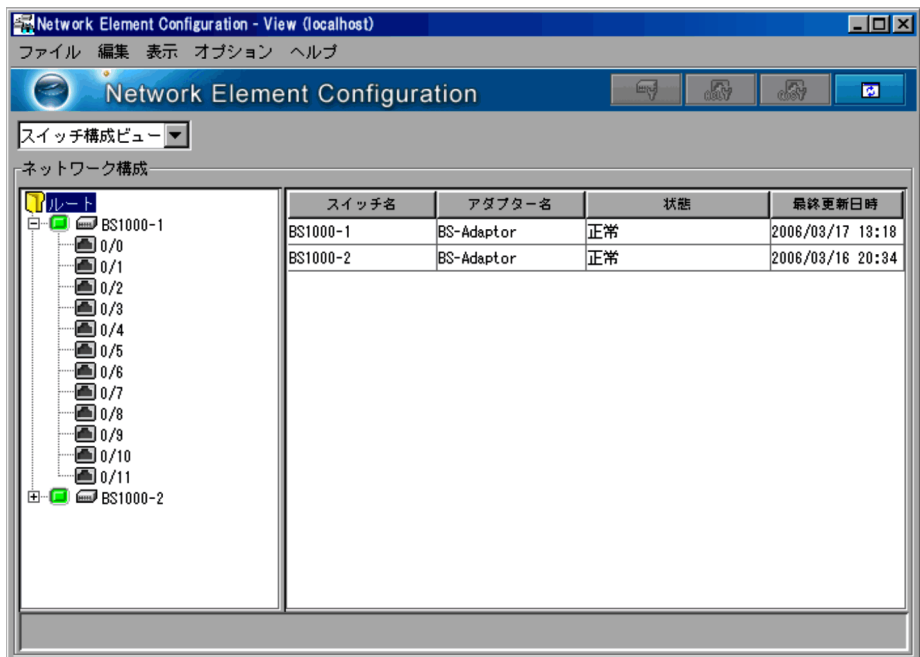 Network Element Configuration - View (localhost)
ファイル 編集 表示 オプション ヘルプ
Network Element Configuration
スイッチ構成ビュー
ネットワーク構成
ルート
BS1000-1
0/0
0/1
0/2
0/3
0/4
0/5
0/6
0/7
0/8
0/9
0/10
0/11
BS1000-2
スイッチ名 アダプター名 状態 最終更新日時
BS1000-1 BS-Adaptor 正常 2006/03/17 13:18
BS1000-2 BS-Adaptor 正常 2006/03/16 20:34